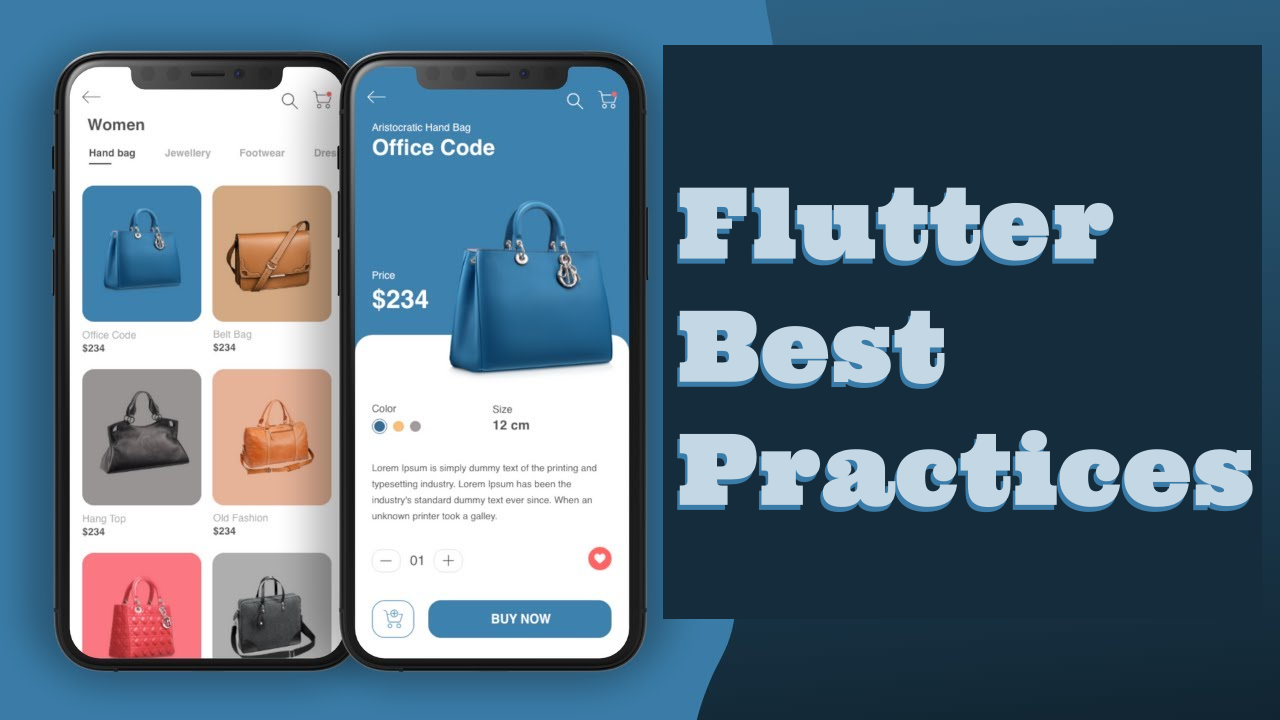 Women
Hand bag Jewellery Footwear Dres
Office Code
$234
Belt Bag
$234
Hang Top
$234
Old Fashion
$234
Aristocratic Hand Bag
Office Code
Price
$234
Color
Size
12 cm
Lorem Ipsum is simply dummy text of the printing and
typesetting industry. Lorem Ipsum has been the
industry's standard dummy text ever since. When an
unknown printer took a galley.
01
BUY NOW
Flutter
Best
Practices